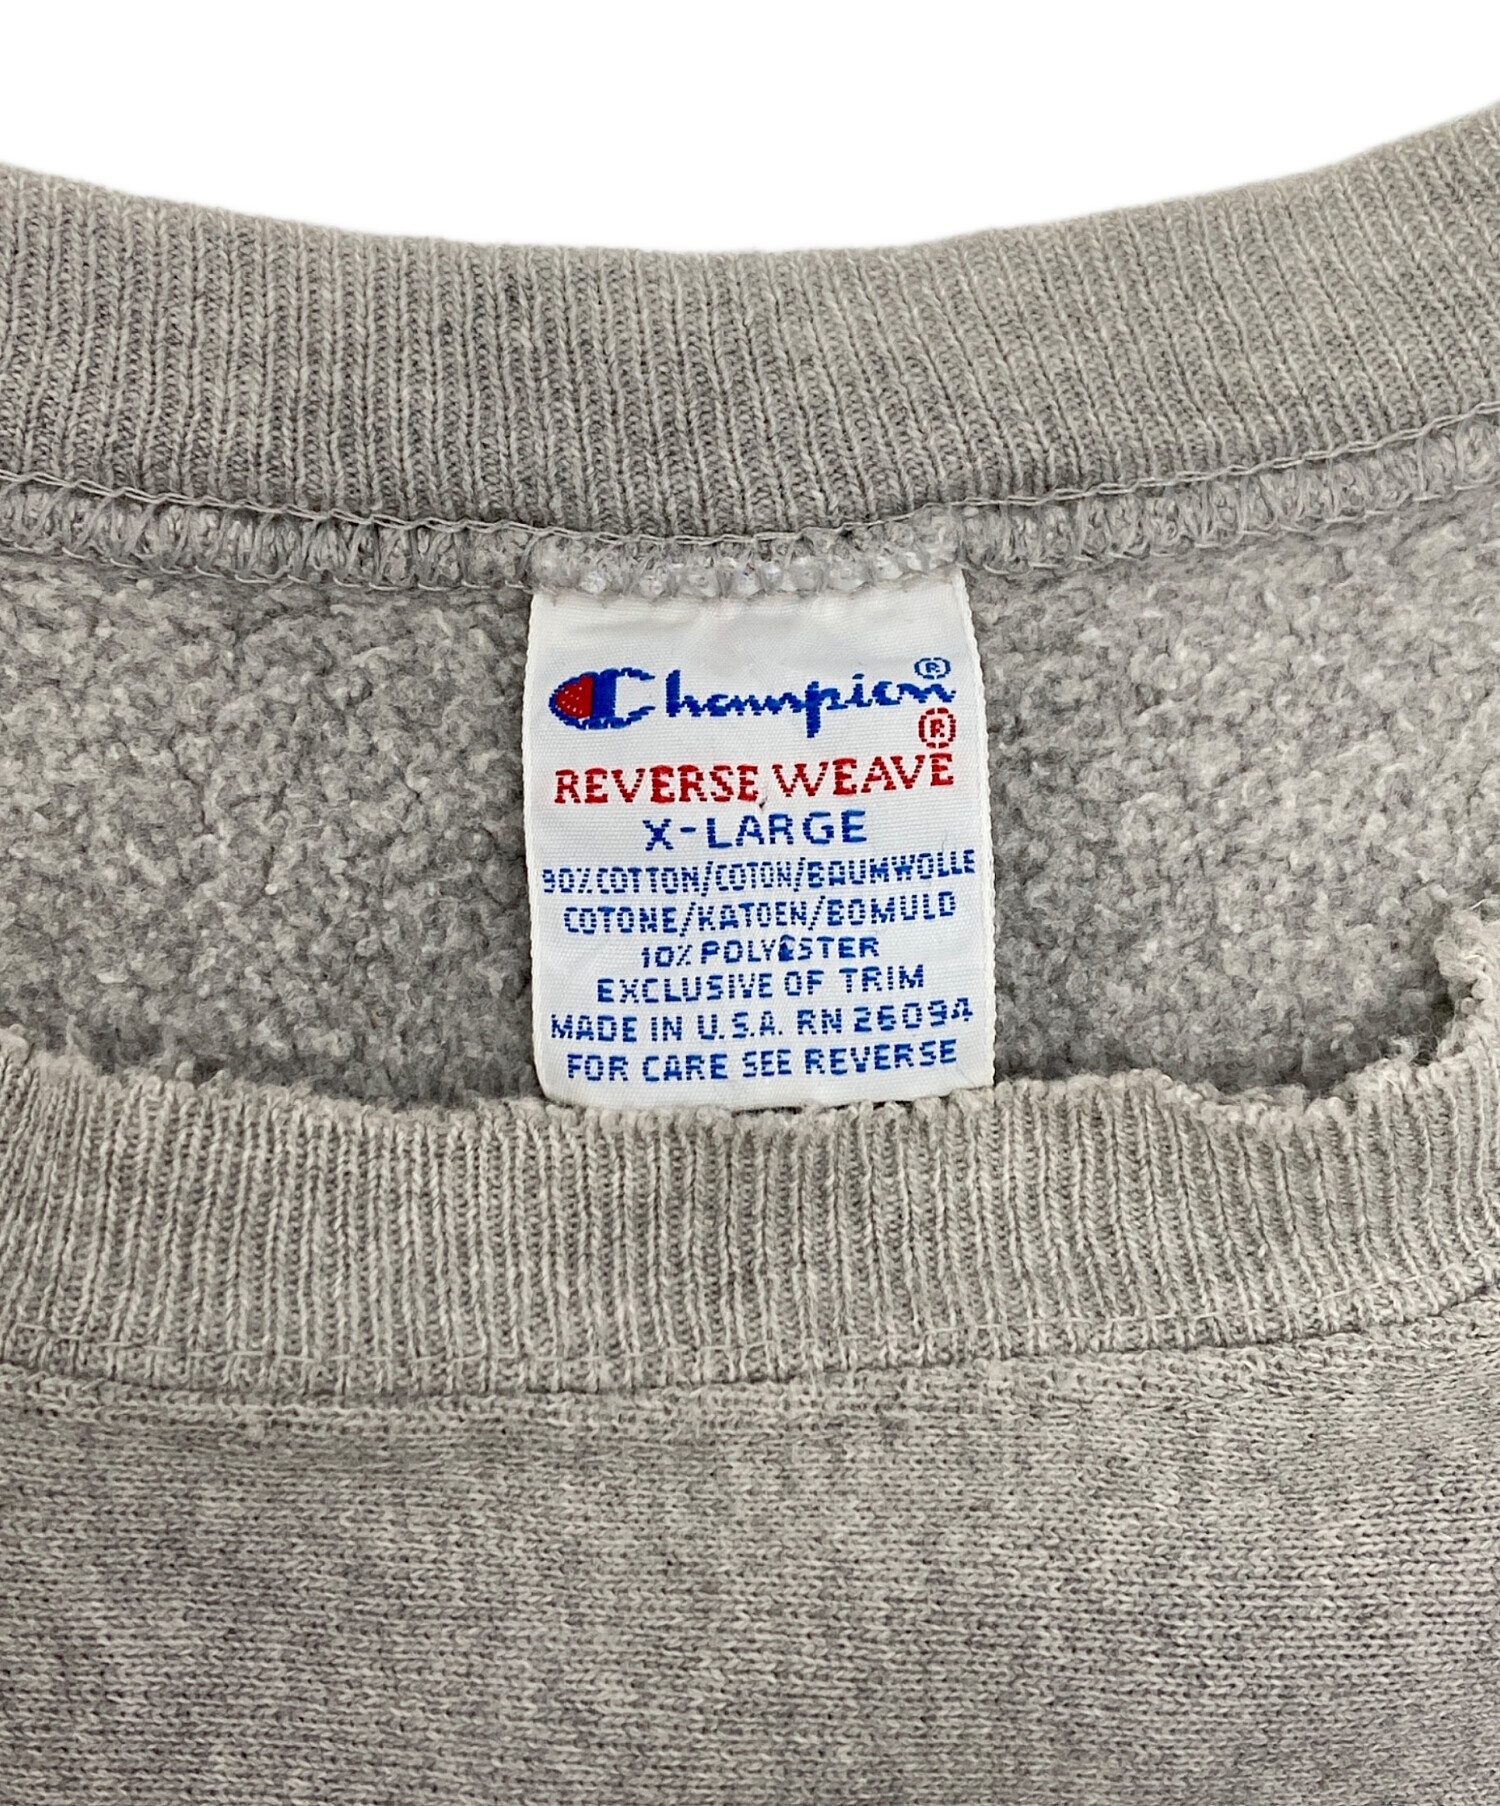 Champion®
REVERSE WEAVE®
X-LARGE
90% COTTON/COTON/BAUMWOLLE
COTONE/KATOEN/BOMULD
10% POLYESTER
EXCLUSIVE OF TRIM
MADE IN U.S.A. RN 26094
FOR CARE SEE REVERSE